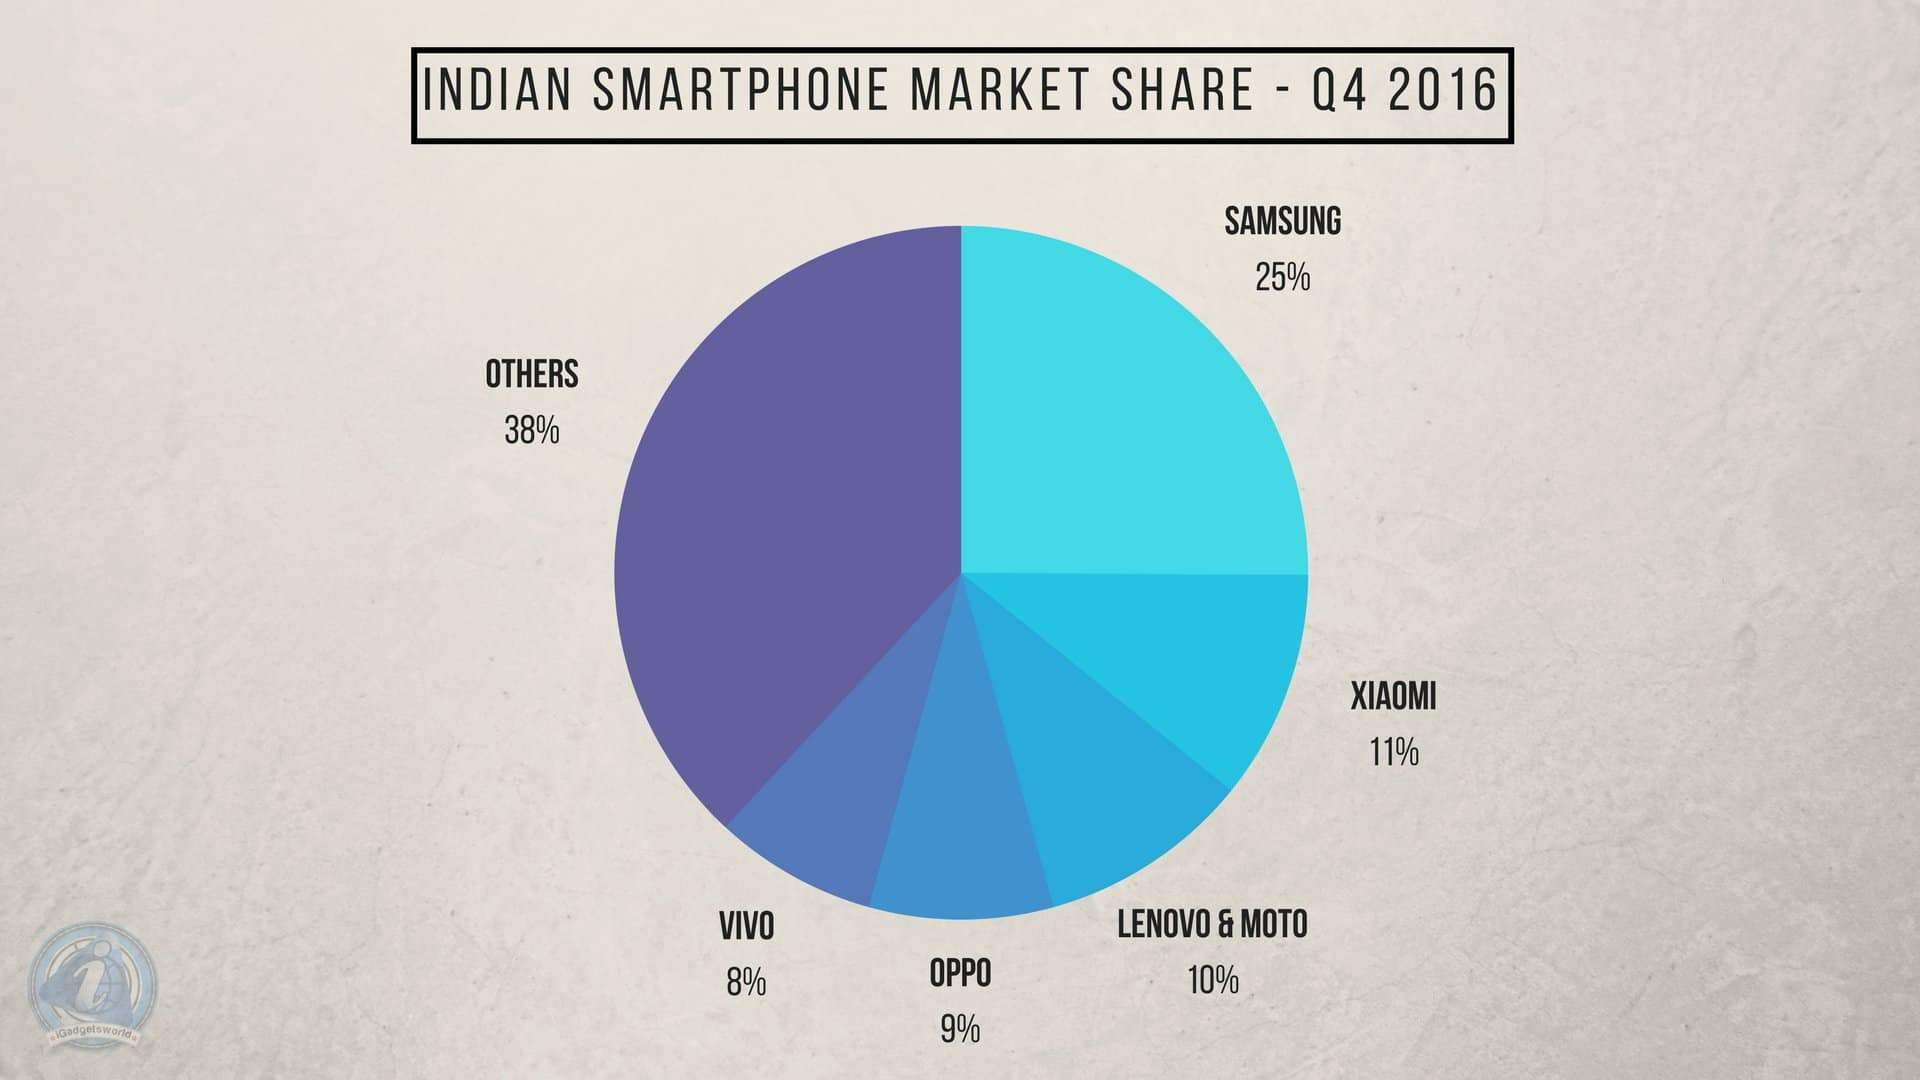 INDIAN SMARTPHONE MARKET SHARE - Q4 2016
SAMSUNG
25%
OTHERS
38%
XIAOMI
11%
VIVO
8%
OPPO
9%
LENOVO & MOTO
10%
i
iGadgetsworld